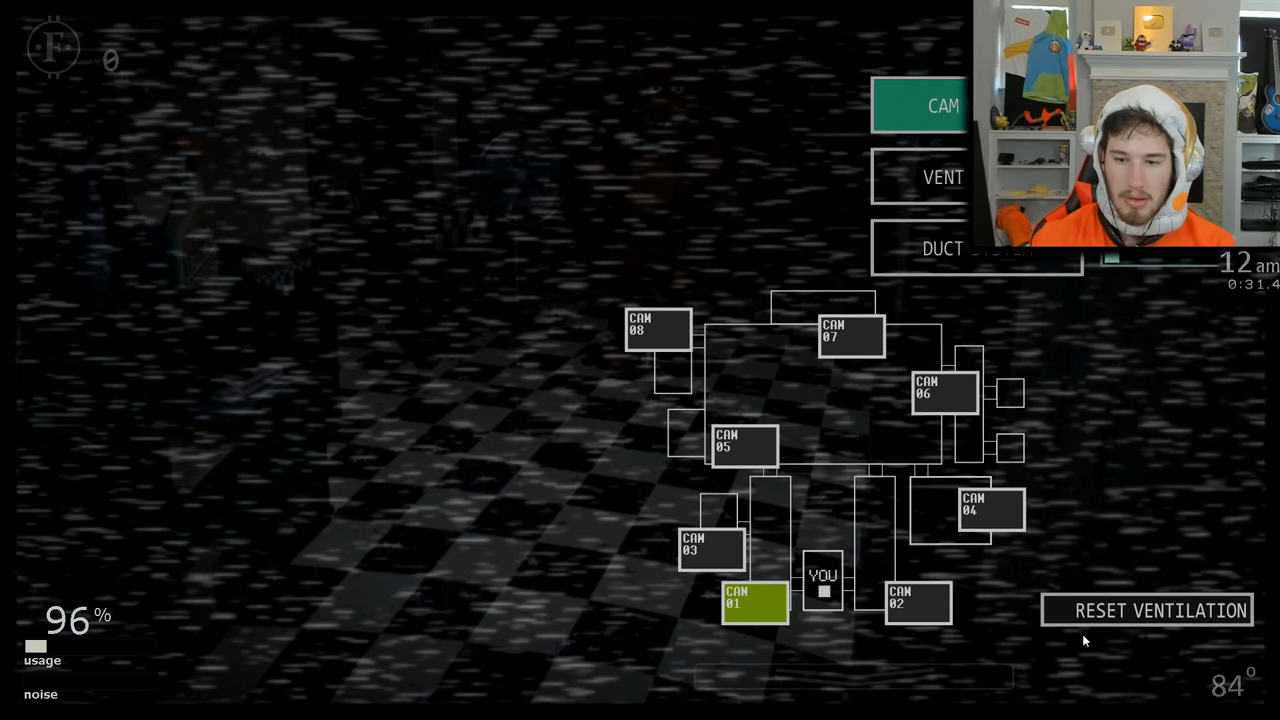 F
0
CAM
VENT
DUCT SYSTEM
12 am
0:31.4
CAM
08
CAM
07
CAM
06
CAM
05
CAM
04
CAM
03
YOU
CAM
01
CAM
02
RESET VENTILATION
96 %
usage
noise
84°